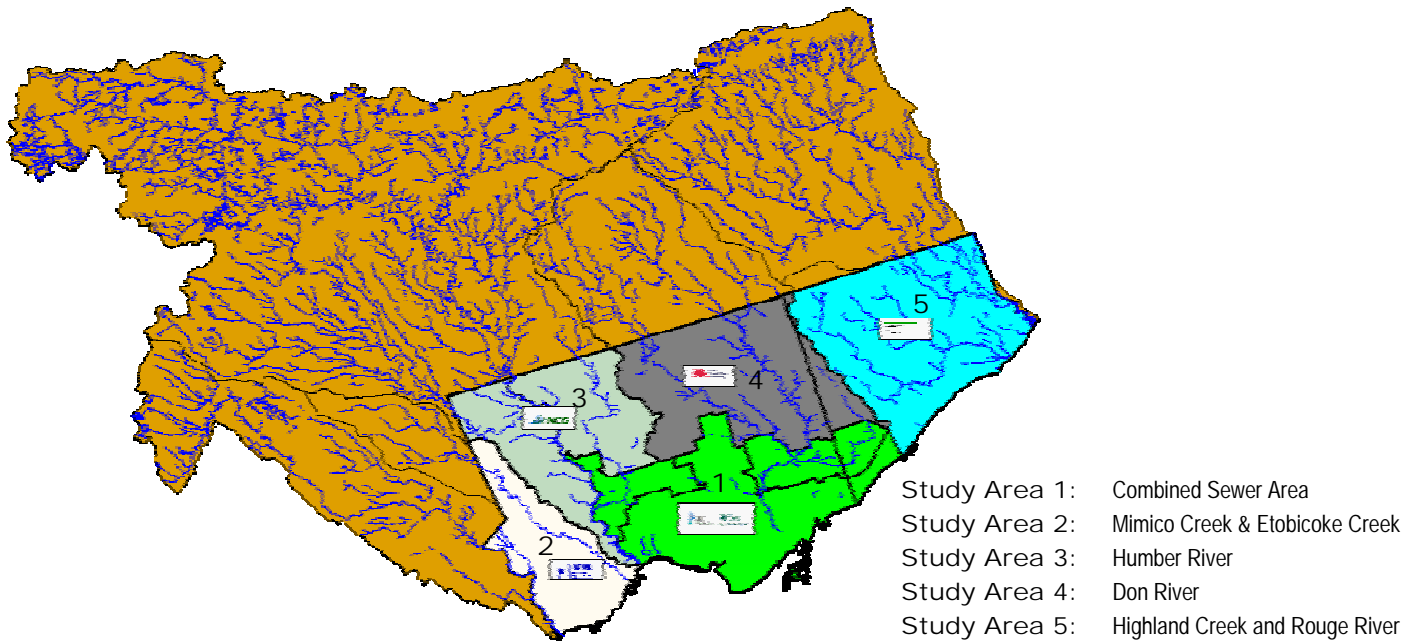 5
4
3
1
2
Study Area 1: Combined Sewer Area
Study Area 2: Mimico Creek & Etobicoke Creek
Study Area 3: Humber River
Study Area 4: Don River
Study Area 5: Highland Creek and Rouge River